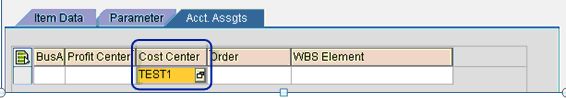 Item Data Parameter Acct. Assgts
BusA Profit Center Cost Center Order WBS Element
TEST1